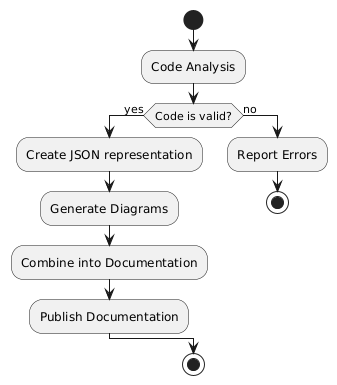 Code Analysis
Code is valid?
yes
no
Create JSON representation
Report Errors
Generate Diagrams
Combine into Documentation
Publish Documentation